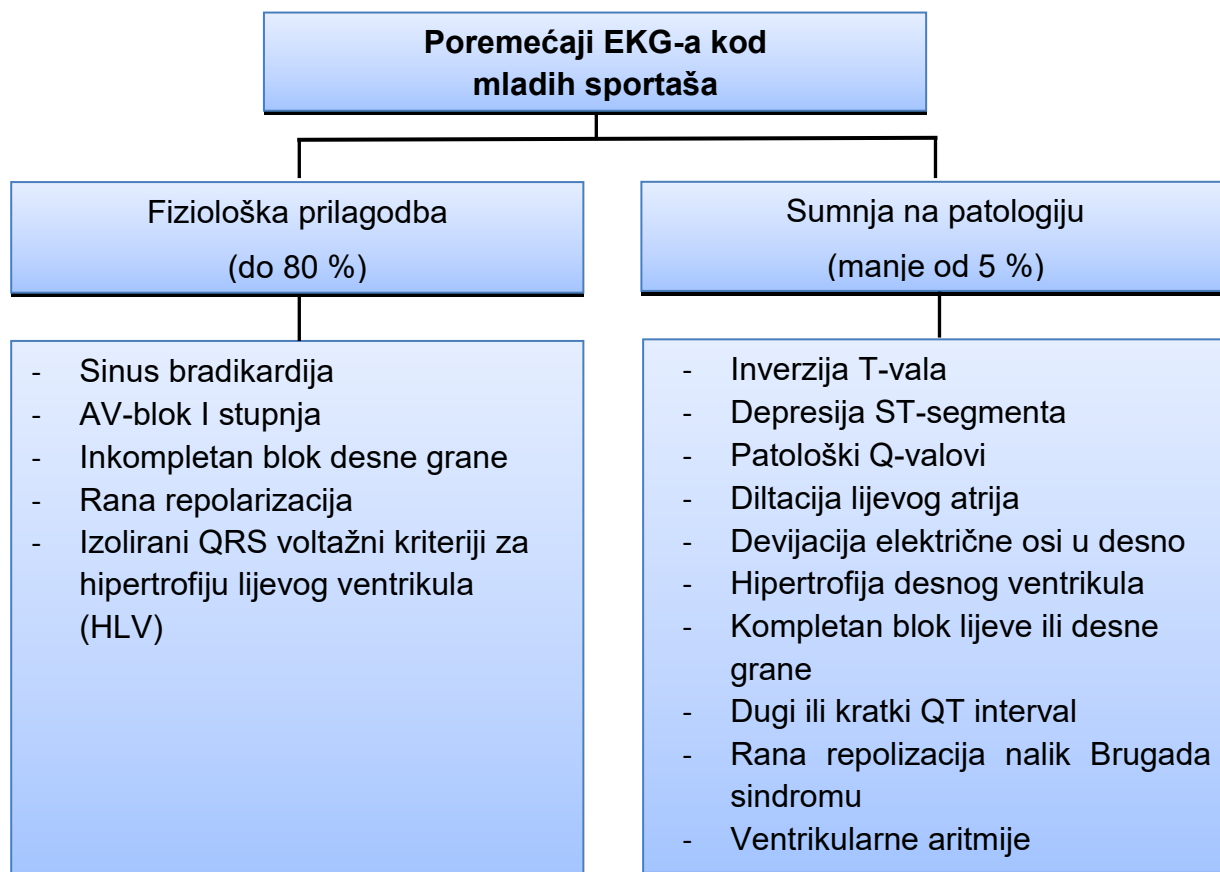 Poremećaji EKG-a kod
mladih sportaša
Fiziološka prilagodba
(do 80 %)
- Sinus bradikardija
- AV-blok I stupnja
- Inkompletan blok desne grane
- Rana repolarizacija
- Izolirani QRS voltažni kriteriji za
hipertrofiju lijevog ventrikula
(HLV)
Sumnja na patologiju
(manje od 5 %)
- Inverzija T-vala
- Depresija ST-segmenta
- Patološki Q-valovi
- Diltacija lijevog atrija
- Devijacija električne osi u desno
- Hipertrofija desnog ventrikula
- Kompletan blok lijeve ili desne
grane
- Dugi ili kratki QT interval
- Rana repolizacija nalik Brugada
sindromu
- Ventrikularne aritmije